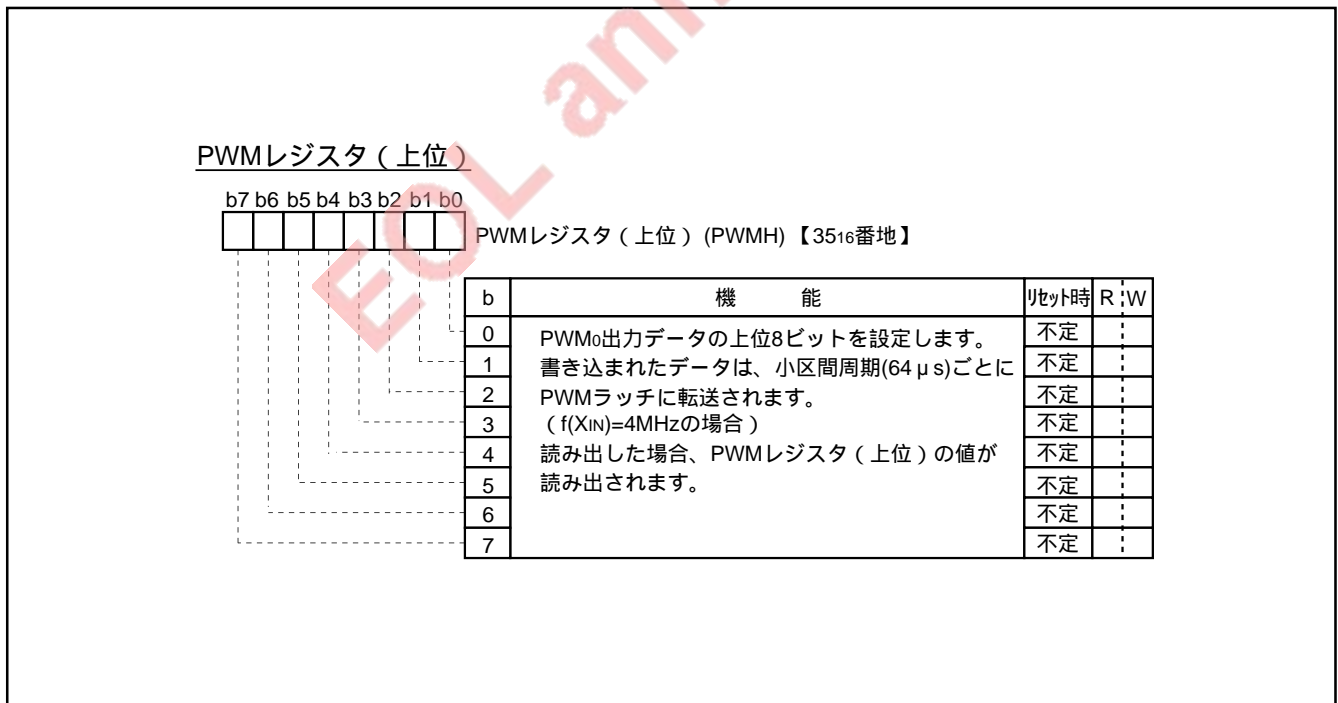 EOL ann
PWMレジスタ（上位）
b7 b6 b5 b4 b3 b2 b1 b0
PWMレジスタ（上位）(PWMH)【3516番地】
b 機 能 リセット時 R W
0 PWM0出力データの上位8ビットを設定します。 不定
1 書き込まれたデータは、小区間周期(64μs)ごとに 不定
2 PWMラッチに転送されます。 不定
3 （f(XIN)=4MHzの場合） 不定
4 読み出した場合、PWMレジスタ（上位）の値が 不定
5 読み出されます。 不定
6 不定
7 不定